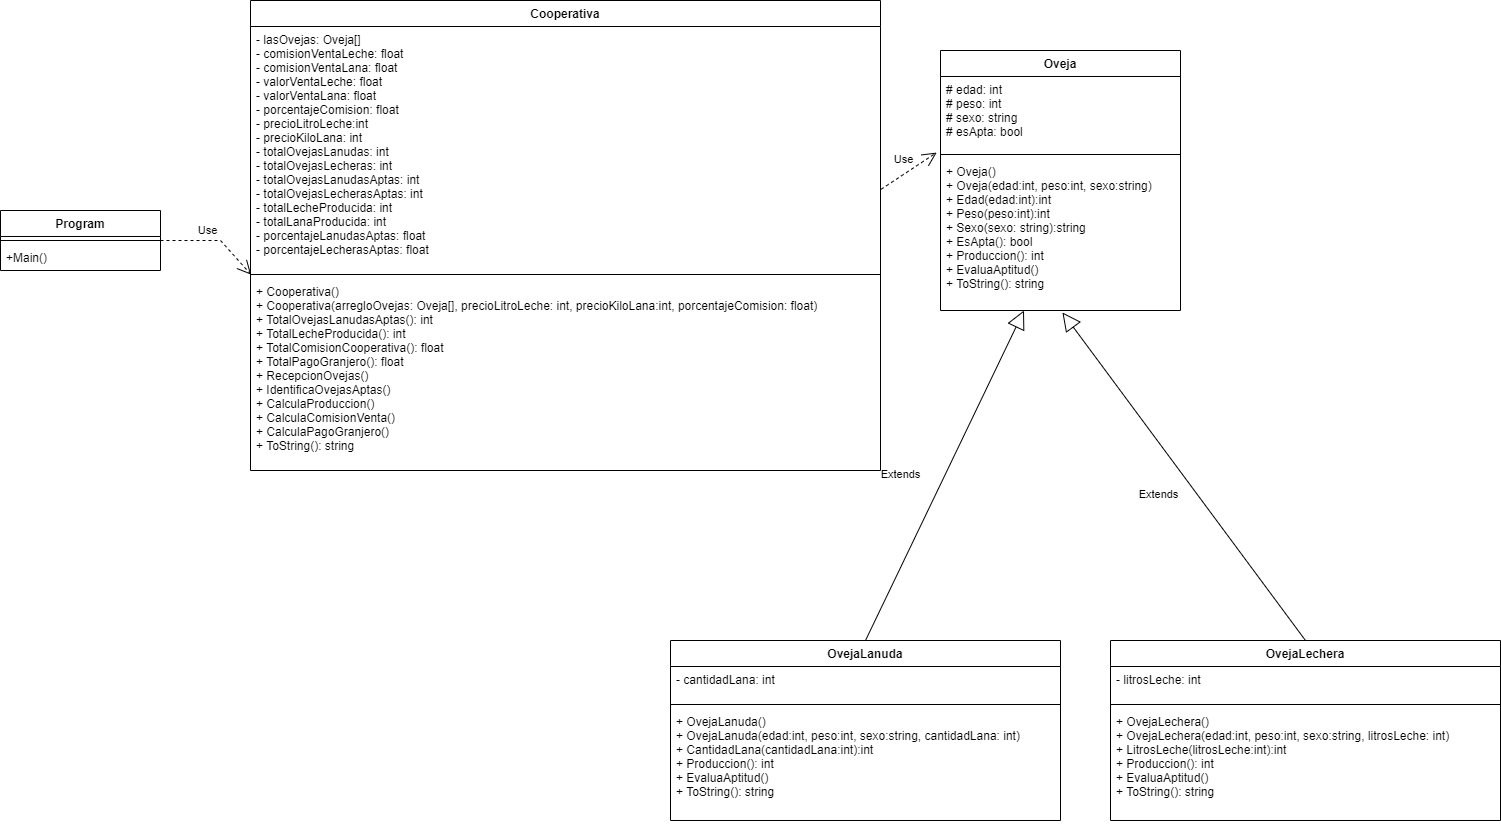 Cooperativa
- lasOvejas: Oveja[]
- comisionVentaLeche: float
- comisionVentaLana: float
- valorVentaLeche: float
- valorVentaLana: float
- porcentajeComision: float
- precioLitroLeche:int
- precioKiloLana: int
- totalOvejasLanudas: int
- totalOvejasLecheras: int
- totalOvejasLanudasAptas: int
- totalOvejasLecherasAptas: int
- totalLecheProducida: int
- totalLanaProducida: int
- porcentajeLanudasAptas: float
- porcentajeLecherasAptas: float
+ Cooperativa()
+ Cooperativa(arregloOvejas: Oveja[], precioLitroLeche: int, precioKiloLana:int, porcentajeComision: float)
+ TotalOvejasLanudasAptas(): int
+ TotalLecheProducida(): int
+ TotalComisionCooperativa(): float
+ TotalPagoGranjero(): float
+ RecepcionOvejas()
+ IdentificaOvejasAptas()
+ CalculaProduccion()
+ CalculaComisionVenta()
+ CalculaPagoGranjero()
+ ToString(): string
Program
+Main()
Use
Use
Oveja
# edad: int
# peso: int
# sexo: string
# esApta: bool
+ Oveja()
+ Oveja(edad:int, peso:int, sexo:string)
+ Edad(edad:int):int
+ Peso(peso:int):int
+ Sexo(sexo: string):string
+ EsApta(): bool
+ Produccion(): int
+ EvaluaAptitud()
+ ToString(): string
Extends
Extends
OvejaLanuda
- cantidadLana: int
+ OvejaLanuda()
+ OvejaLanuda(edad:int, peso:int, sexo:string, cantidadLana: int)
+ CantidadLana(cantidadLana:int):int
+ Produccion(): int
+ EvaluaAptitud()
+ ToString(): string
OvejaLechera
- litrosLeche: int
+ OvejaLechera()
+ OvejaLechera(edad:int, peso:int, sexo:string, litrosLeche: int)
+ LitrosLeche(litrosLeche:int):int
+ Produccion(): int
+ EvaluaAptitud()
+ ToString(): string